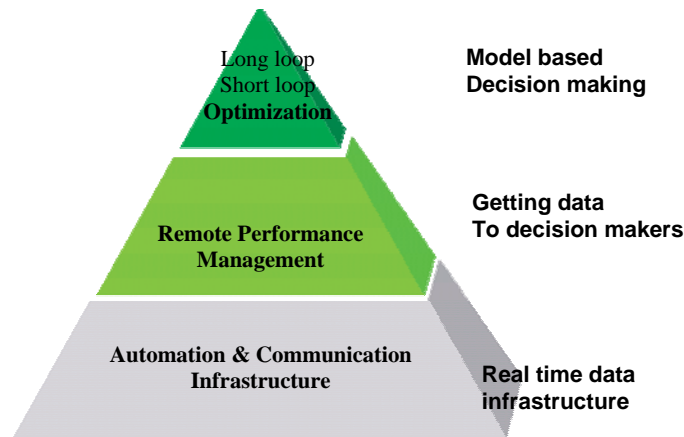 Long loop
Short loop
Optimization
Model based
Decision making
Remote Performance
Management
Getting data
To decision makers
Automation & Communication
Infrastructure
Real time data
infrastructure